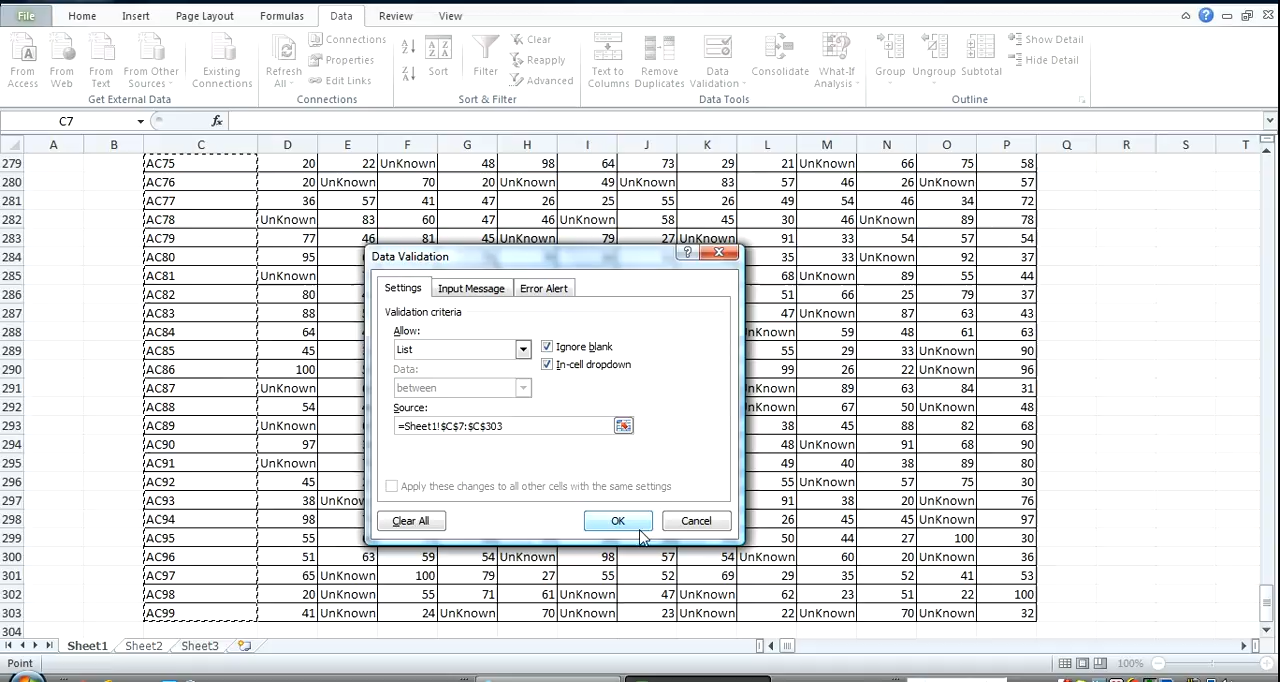 File Home Insert Page Layout Formulas Data Review View
From Access From Web From Text From Other Sources Existing Connections Refresh All Connections Properties Edit Links Sort Filter Clear Reapply Advanced Text to Columns Remove Duplicates Data Validation Consolidate What-If Analysis Group Ungroup Subtotal Show Detail Hide Detail
Get External Data Connections Sort & Filter Data Tools Outline
C7 fx
A B C D E F G H I J K L M N O P Q R S T
279 AC75 20 22 UnKnown 48 98 64 73 29 21 UnKnown 66 75 58
280 AC76 20 UnKnown 70 20 UnKnown 49 UnKnown 83 57 46 26 UnKnown 57
281 AC77 36 57 41 47 26 25 55 26 49 54 46 34 72
282 AC78 UnKnown 83 60 47 46 UnKnown 58 45 30 46 UnKnown 89 78
283 AC79 77 46 81 45 UnKnown 79 27 UnKnown 91 33 54 57 54
284 AC80 95 35 33 UnKnown 92 37
285 AC81 UnKnown 68 UnKnown 89 55 44
286 AC82 80 51 66 25 79 37
287 AC83 88 47 UnKnown 87 63 43
288 AC84 64 UnKnown 59 48 61 63
289 AC85 45 55 29 33 UnKnown 90
290 AC86 100 99 26 22 UnKnown 96
291 AC87 UnKnown UnKnown 89 63 84 31
292 AC88 54 UnKnown 67 50 UnKnown 48
293 AC89 UnKnown 38 45 88 82 68
294 AC90 97 48 UnKnown 91 68 90
295 AC91 UnKnown 49 40 38 89 80
296 AC92 45 55 UnKnown 57 75 30
297 AC93 38 UnKnow 91 38 20 UnKnown 76
298 AC94 98 26 45 45 UnKnown 97
299 AC95 55 50 44 27 100 30
300 AC96 51 63 59 54 UnKnown 98 57 54 UnKnown 60 20 UnKnown 36
301 AC97 65 UnKnown 100 79 27 55 52 69 29 35 52 41 53
302 AC98 20 UnKnown 55 71 61 UnKnown 47 UnKnown 62 23 51 22 100
303 AC99 41 UnKnown 24 UnKnown 70 UnKnown 23 UnKnown 22 UnKnown 70 UnKnown 32
304
Data Validation
Settings Input Message Error Alert
Validation criteria
Allow:
List Ignore blank
Data: In-cell dropdown
between
Source:
=Sheet1!$C$7:$C$303
Apply these changes to all other cells with the same settings
Clear All OK Cancel
Sheet1 Sheet2 Sheet3
Point 100%